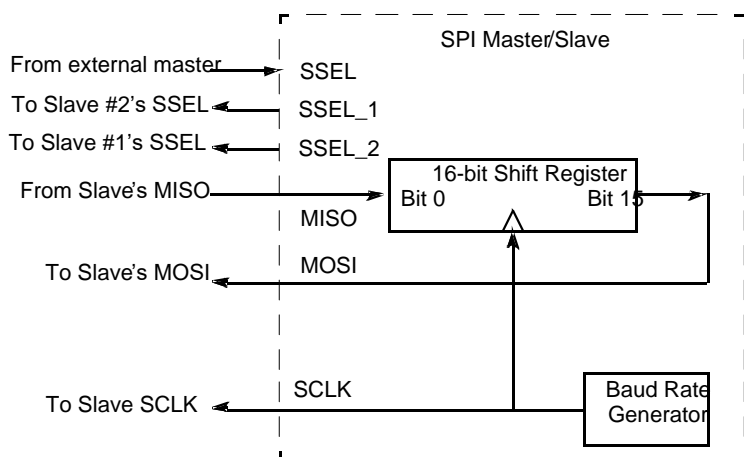 SPI Master/Slave
From external master
SSEL
To Slave #2's SSEL
SSEL_1
To Slave #1's SSEL
SSEL_2
16-bit Shift Register
From Slave's MISO
Bit 0
Bit 15
MISO
To Slave's MOSI
MOSI
SCLK
To Slave SCLK
Baud Rate
Generator